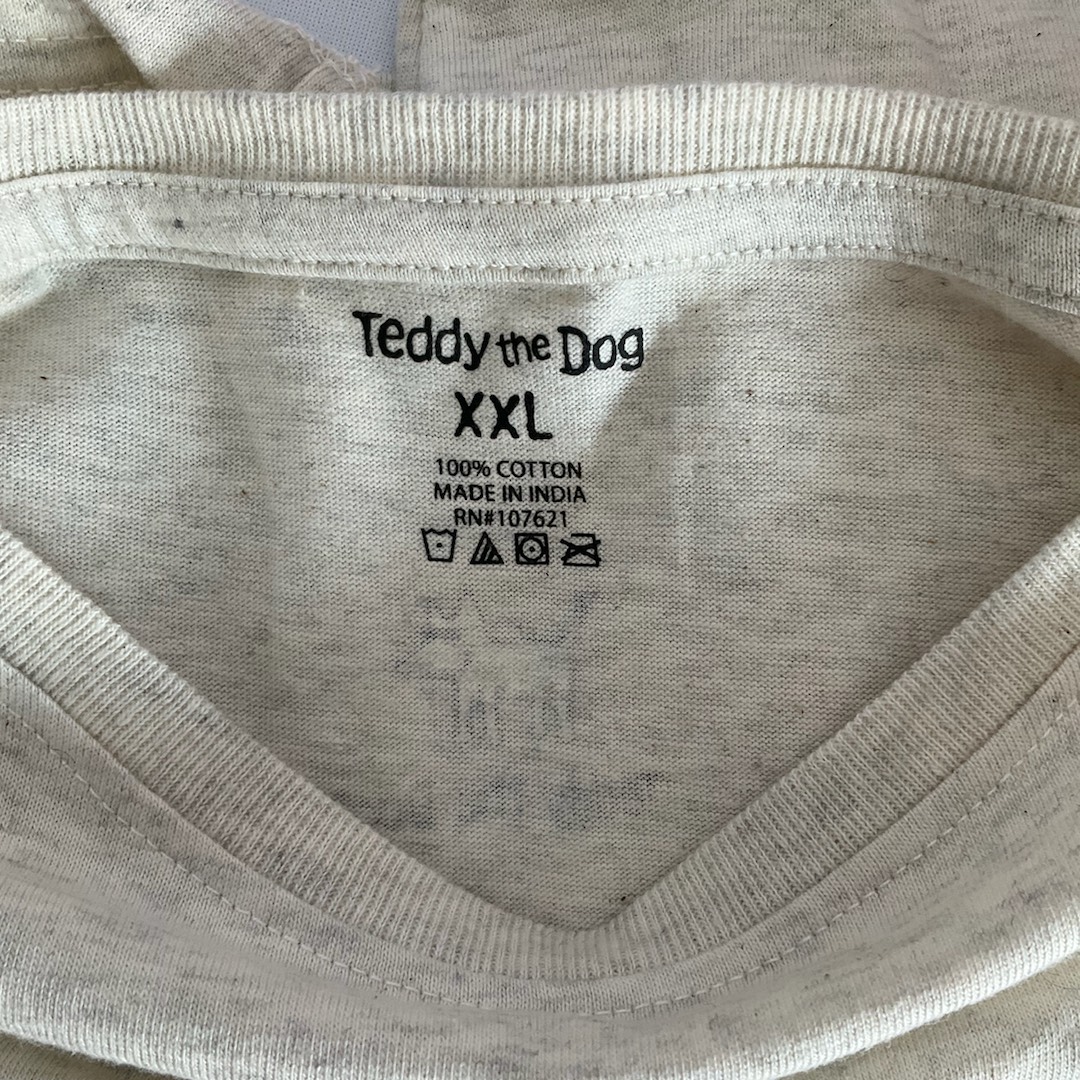 Teddy the Dog
XXL
100% COTTON
MADE IN INDIA
RN#107621